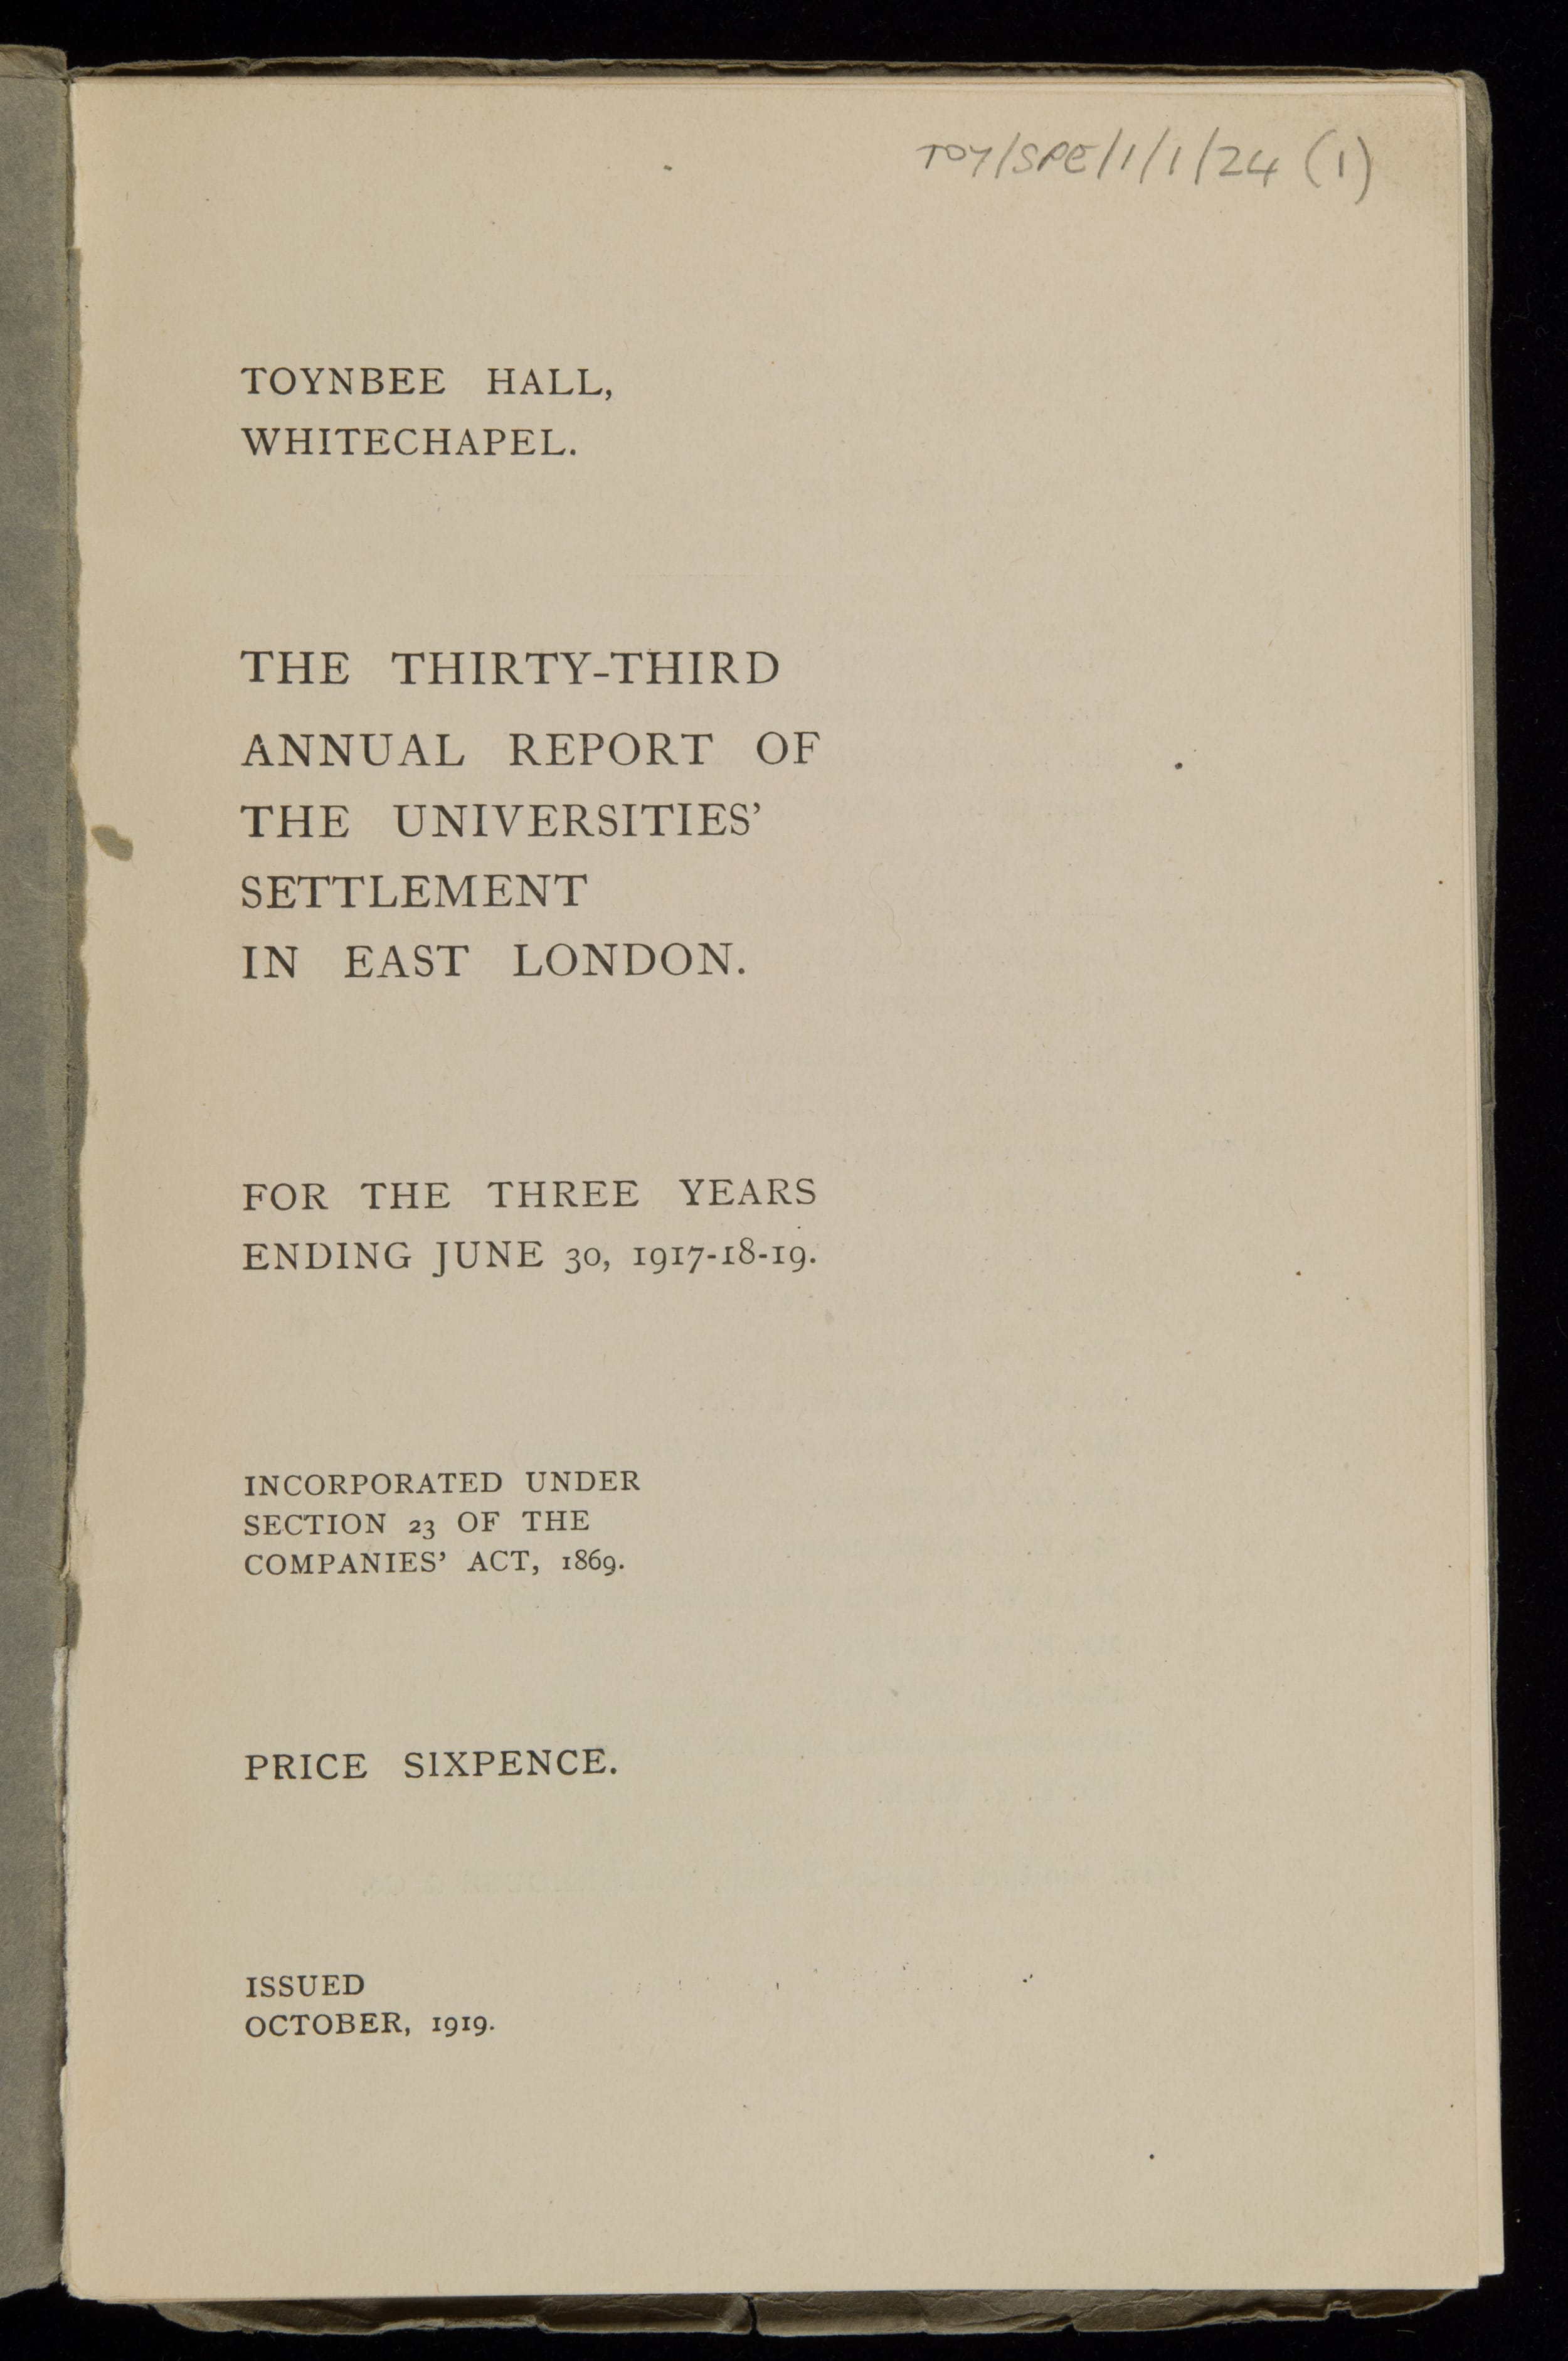 TOY/SPE/1/1/24 (1)
TOYNBEE HALL,
WHITECHAPEL.
THE THIRTY-THIRD
ANNUAL REPORT OF
THE UNIVERSITIES’
SETTLEMENT
IN EAST LONDON.
FOR THE THREE YEARS
ENDING JUNE 30, 1917-18-19.
INCORPORATED UNDER
SECTION 23 OF THE
COMPANIES’ ACT, 1869.
PRICE SIXPENCE.
ISSUED
OCTOBER, 1919.